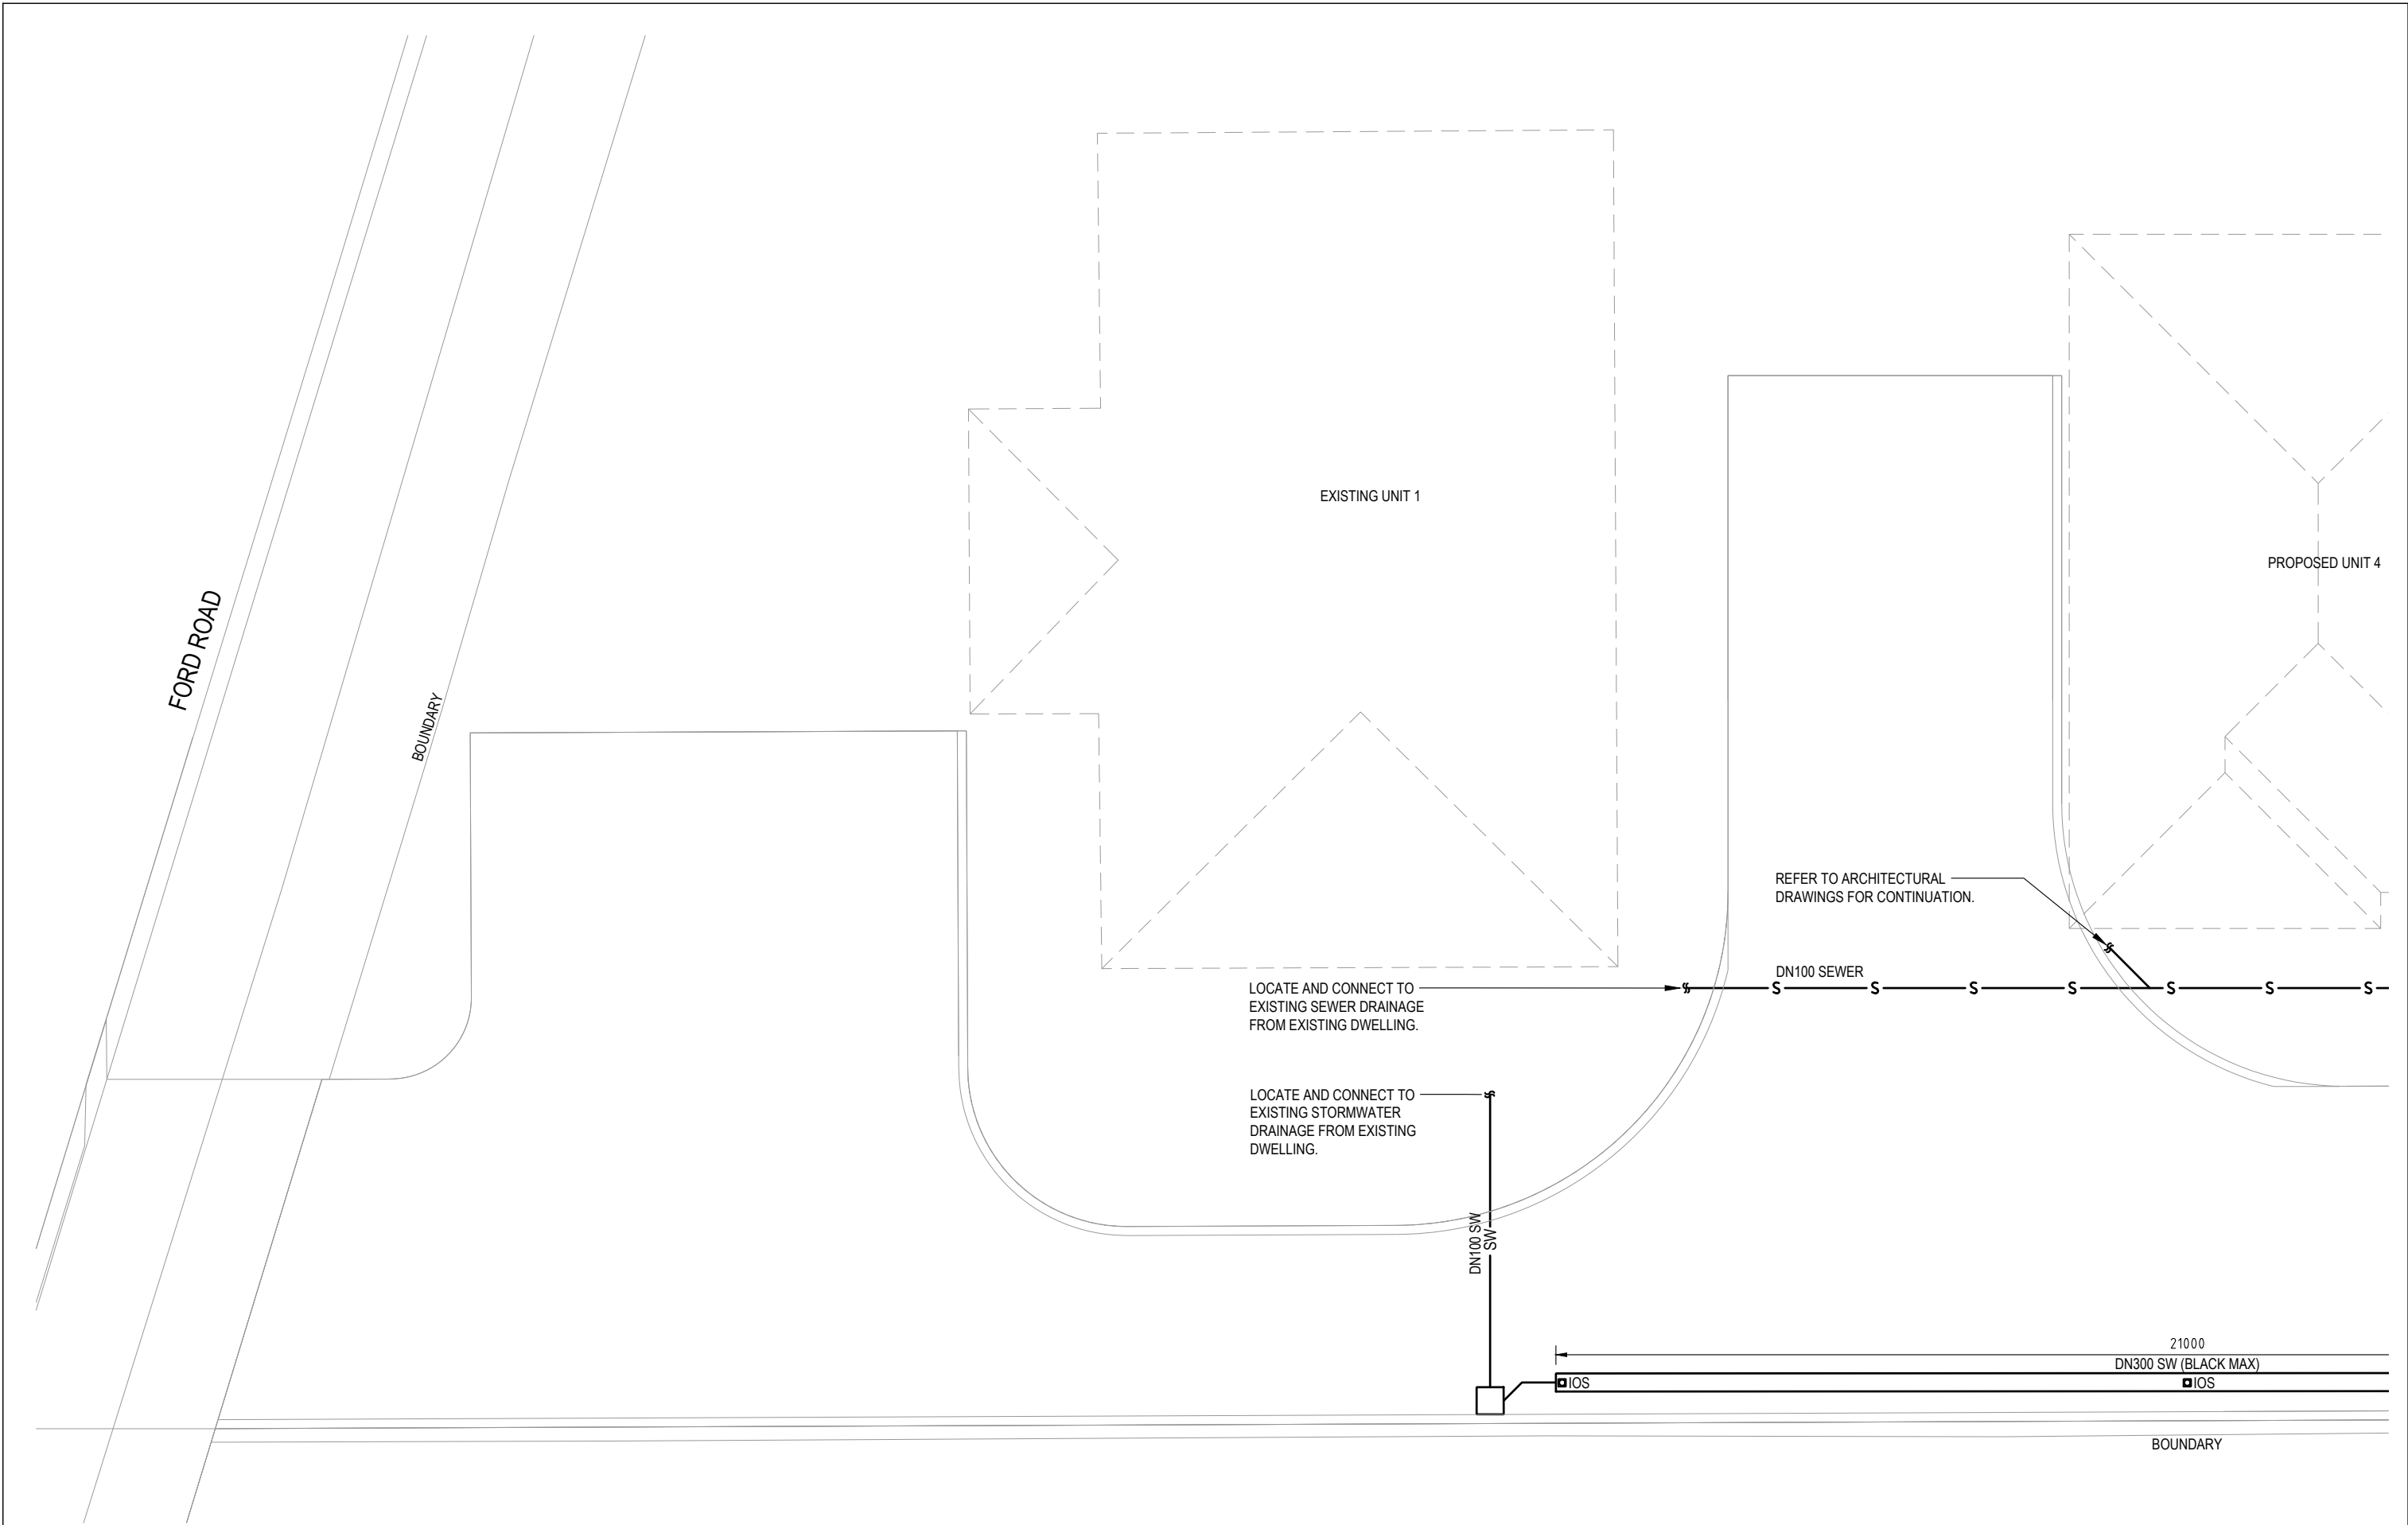 EXISTING UNIT 1
PROPOSED UNIT 4
FORD ROAD
BOUNDARY
REFER TO ARCHITECTURAL
DRAWINGS FOR CONTINUATION.
DN100 SEWER
LOCATE AND CONNECT TO
EXISTING SEWER DRAINAGE
FROM EXISTING DWELLING.
S S S S S S S
LOCATE AND CONNECT TO
EXISTING STORMWATER
DRAINAGE FROM EXISTING
DWELLING.
DN100 SW
SW
21000
DN300 SW (BLACK MAX)
IOS
IOS
BOUNDARY